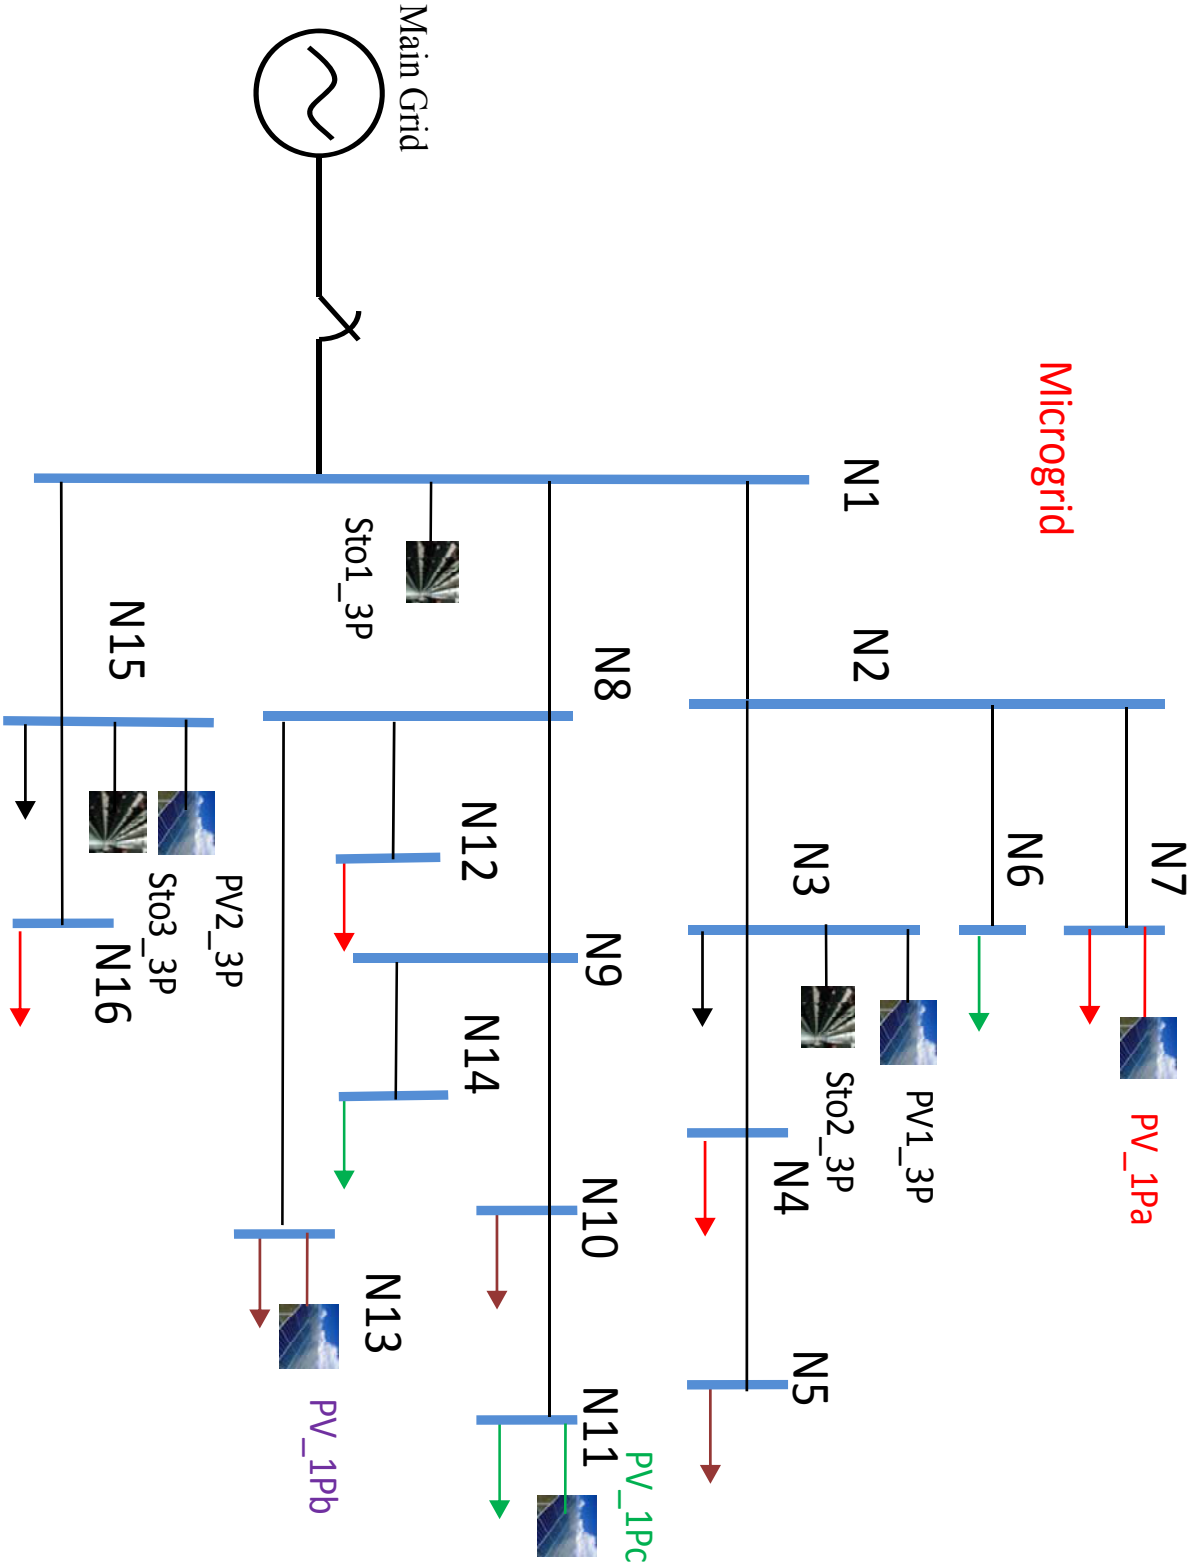 Main Grid
Microgrid
N1
Sto1_3P
N2
N8
N15
N7
N6
N3
N12
PV2_3P
Sto3_3P
N16
N9
N14
PV_1Pa
PV1_3P
Sto2_3P
N4
N10
N13
N5
N11
PV_1Pb
PV_1Pc